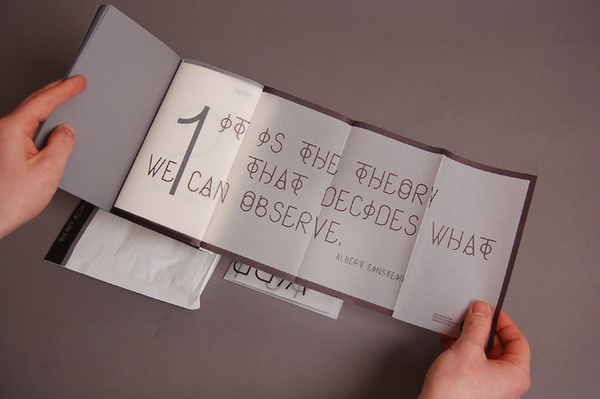 1
IT IS THE THEORY
THAT DECIDES WHAT
WE CAN OBSERVE,
ALBERT EINSTEIN